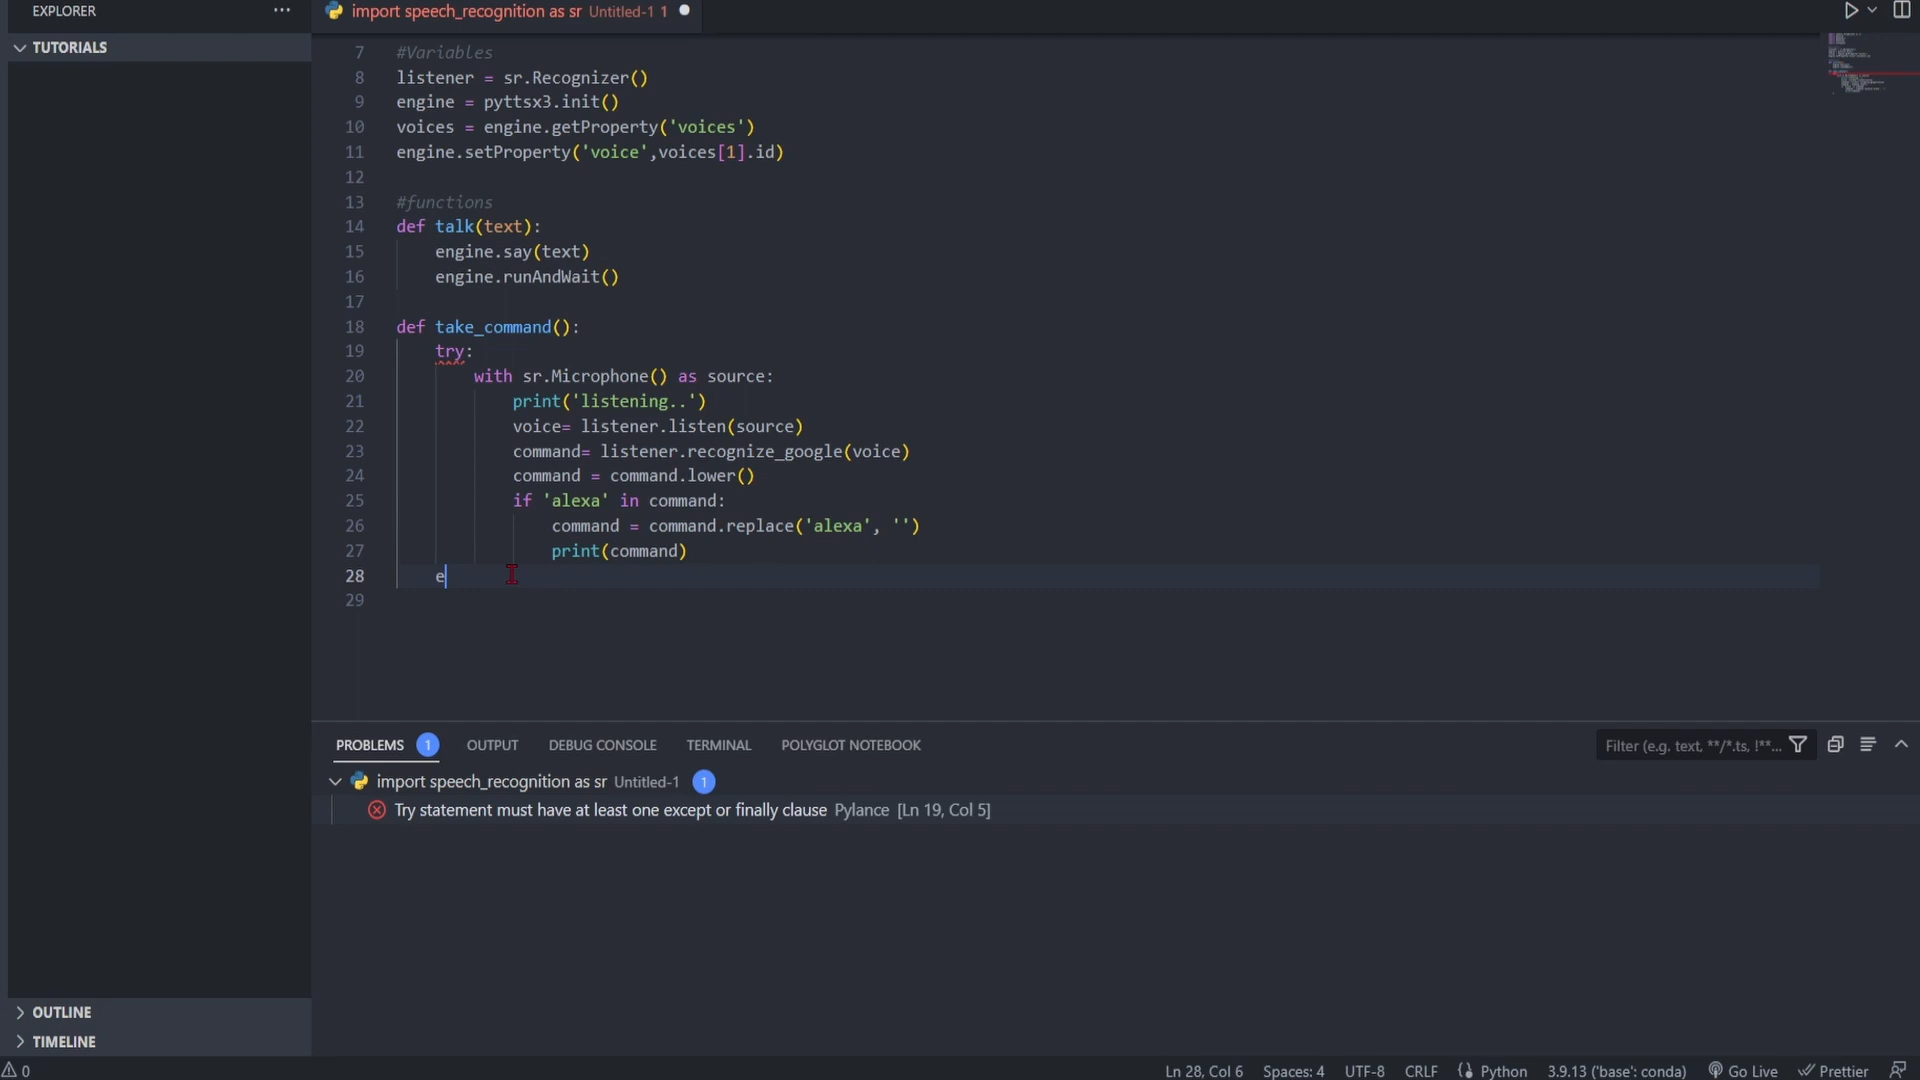 EXPLORER
import speech_recognition as sr Untitled-1 1
TUTORIALS
7 #Variables
8 listener = sr.Recognizer()
9 engine = pyttsx3.init()
10 voices = engine.getProperty('voices')
11 engine.setProperty('voice',voices[1].id)
12
13 #functions
14 def talk(text):
15 engine.say(text)
16 engine.runAndWait()
17
18 def take_command():
19 try:
20 with sr.Microphone() as source:
21 print('listening..')
22 voice= listener.listen(source)
23 command= listener.recognize_google(voice)
24 command = command.lower()
25 if 'alexa' in command:
26 command = command.replace('alexa', '')
27 print(command)
28 e
29
PROBLEMS 1 OUTPUT DEBUG CONSOLE TERMINAL POLYGLOT NOTEBOOK Filter (e.g. text, **/*.ts, !**...
import speech_recognition as sr Untitled-1 1
Try statement must have at least one except or finally clause Pylance [Ln 19, Col 5]
OUTLINE
TIMELINE
0 Ln 28, Col 6 Spaces: 4 UTF-8 CRLF Python 3.9.13 ('base': conda) Go Live Prettier